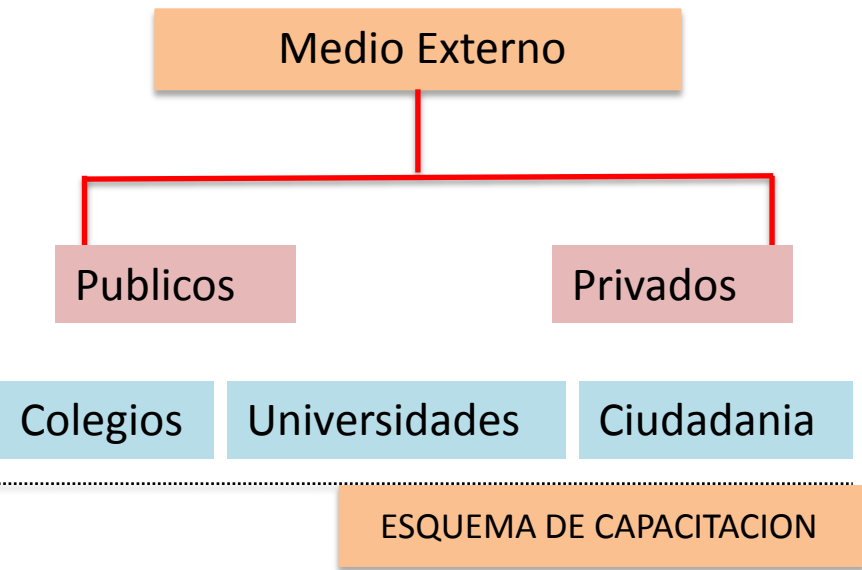 Medio Externo
Publicos
Privados
Colegios
Universidades
Ciudadania
ESQUEMA DE CAPACITACION